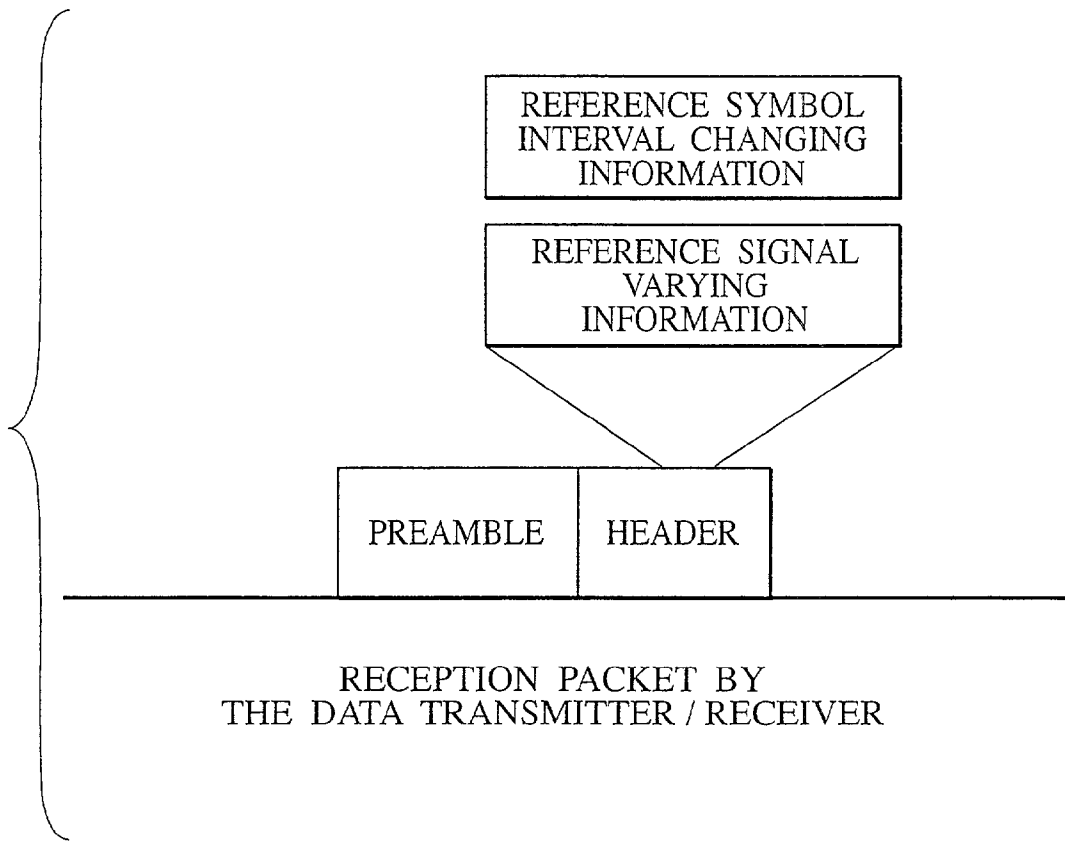 REFERENCE SYMBOL
INTERVAL CHANGING
INFORMATION
REFERENCE SIGNAL
VARYING
INFORMATION
PREAMBLE
HEADER
RECEPTION PACKET BY
THE DATA TRANSMITTER / RECEIVER